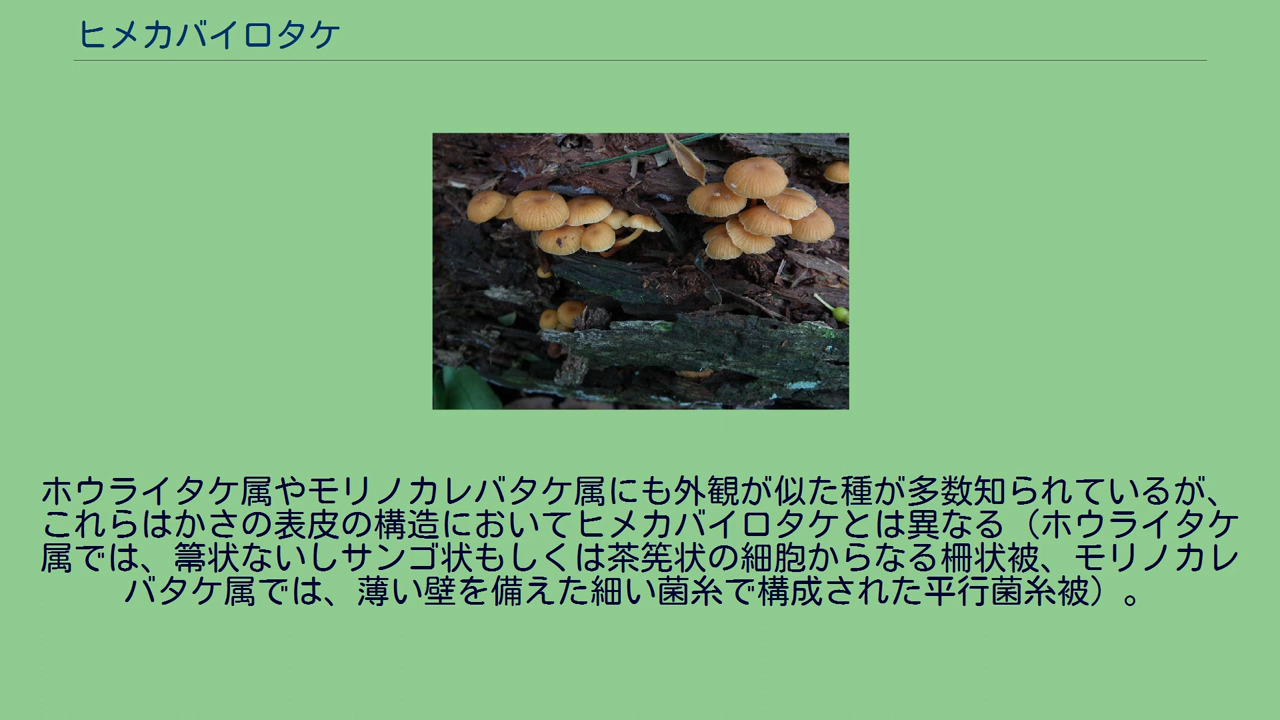 ヒメカバイロタケ
ホウライタケ属やモリノカレバタケ属にも外観が似た種が多数知られているが、
これらはかさの表皮の構造においてヒメカバイロタケとは異なる（ホウライタケ
属では、箒状ないしサンゴ状もしくは茶筅状の細胞からなる柵状被、モリノカレ
バタケ属では、薄い壁を備えた細い菌糸で構成された平行菌糸被）。